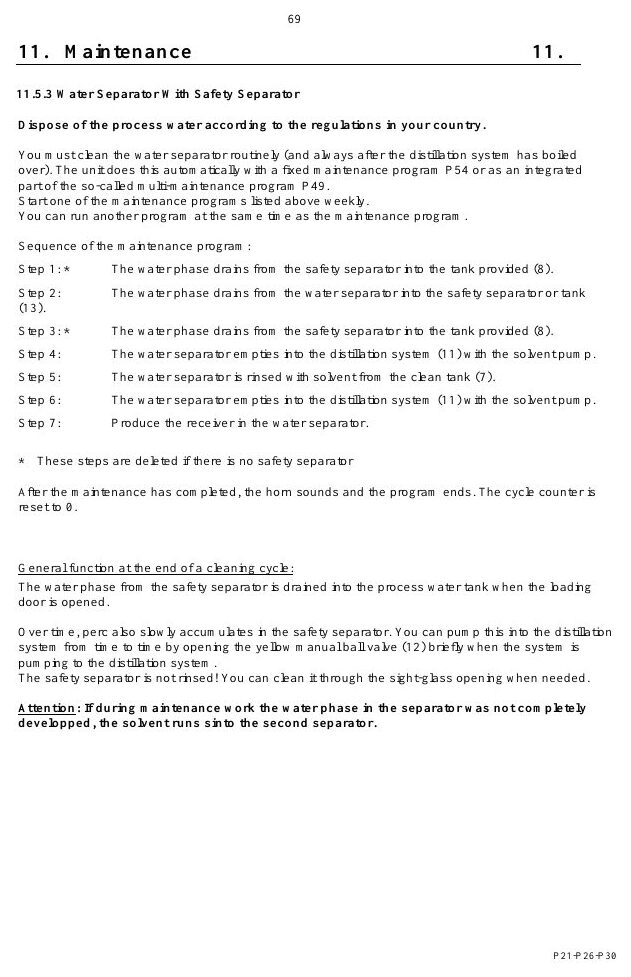 69
11. Maintenance 11.
11.5.3 Water Separator With Safety Separator
Dispose of the process water according to the regulations in your country.
You must clean the water separator routinely (and always after the distillation system has boiled
over). The unit does this automatically with a fixed maintenance program P54 or as an integrated
part of the so-called multi-maintenance program P49.
Start one of the maintenance programs listed above weekly.
You can run another program at the same time as the maintenance program.
Sequence of the maintenance program:
Step 1:* The water phase drains from the safety separator into the tank provided (8).
Step 2: The water phase drains from the water separator into the safety separator or tank
(13).
Step 3:* The water phase drains from the safety separator into the tank provided (8).
Step 4: The water separator empties into the distillation system (11) with the solvent pump.
Step 5: The water separator is rinsed with solvent from the clean tank (7).
Step 6: The water separator empties into the distillation system (11) with the solvent pump.
Step 7: Produce the receiver in the water separator.
* These steps are deleted if there is no safety separator
After the maintenance has completed, the horn sounds and the program ends. The cycle counter is
reset to 0.
General function at the end of a cleaning cycle:
The water phase from the safety separator is drained into the process water tank when the loading
door is opened.
Over time, perc also slowly accumulates in the safety separator. You can pump this into the distillation
system from time to time by opening the yellow manual ball valve (12) briefly when the system is
pumping to the distillation system.
The safety separator is not rinsed! You can clean it through the sight-glass opening when needed.
Attention: If during maintenance work the water phase in the separator was not completely
developped, the solvent runs sinto the second separator.
P21-P26-P30